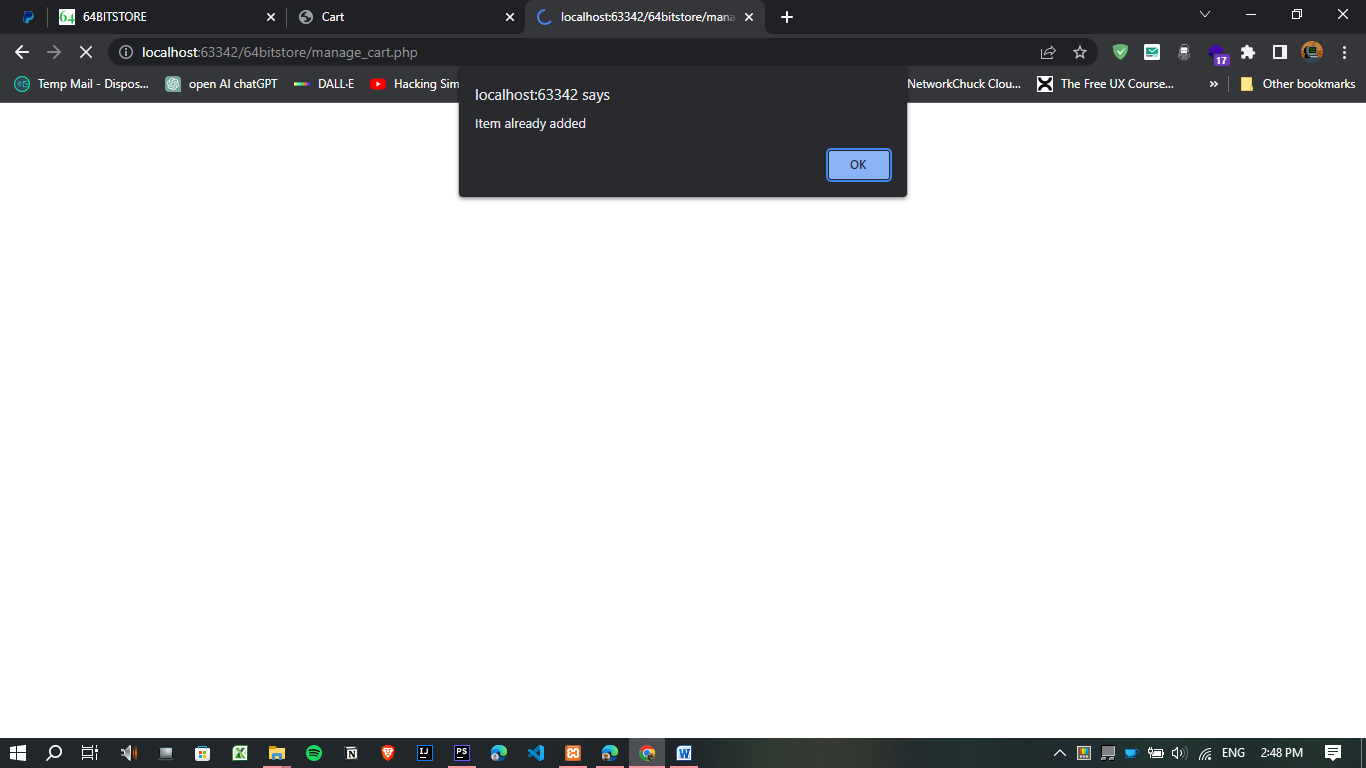 64BITSTORE
Cart
localhost:63342/64bitstore/mana
localhost:63342/64bitstore/manage_cart.php
17
Temp Mail - Dispos...
open AI chatGPT
DALL·E
Hacking Sim
NetworkChuck Clou...
The Free UX Course...
»
Other bookmarks
localhost:63342 says
Item already added
OK
ENG
2:48 PM